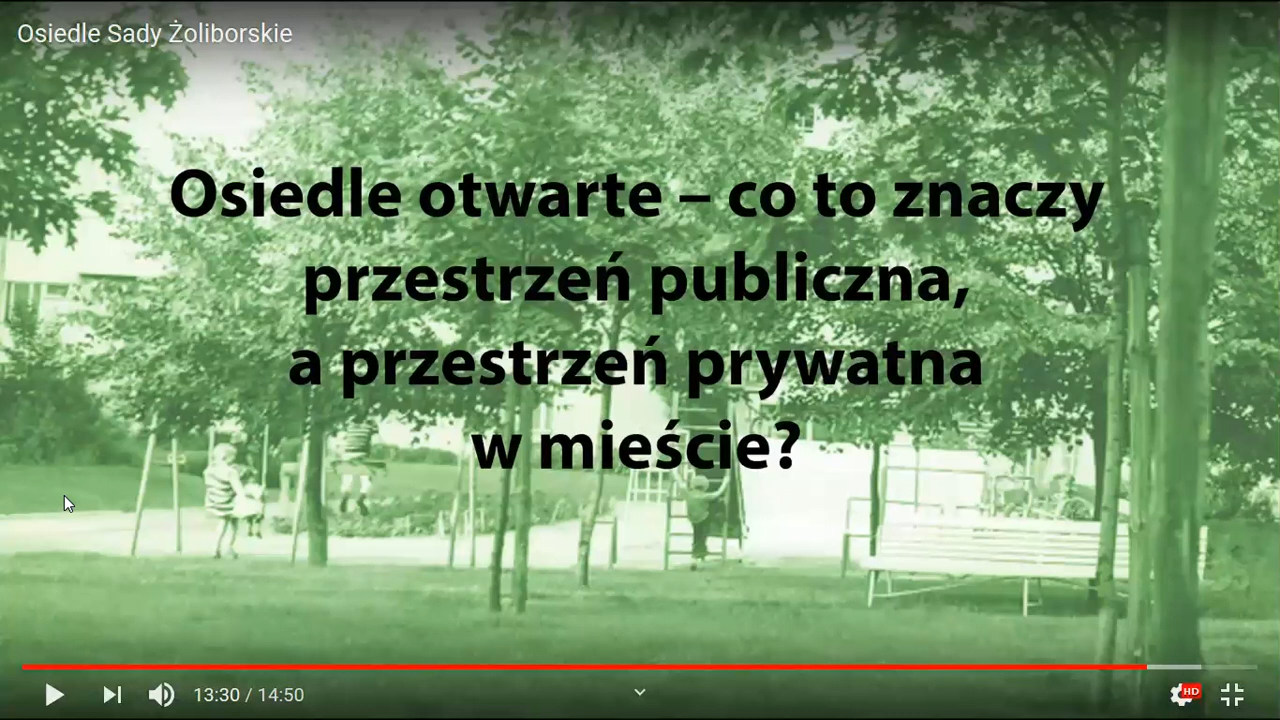 Osiedle Sady Żoliborskie
Osiedle otwarte – co to znaczy
przestrzeń publiczna,
a przestrzeń prywatna
w mieście?
13:30 / 14:50
HD